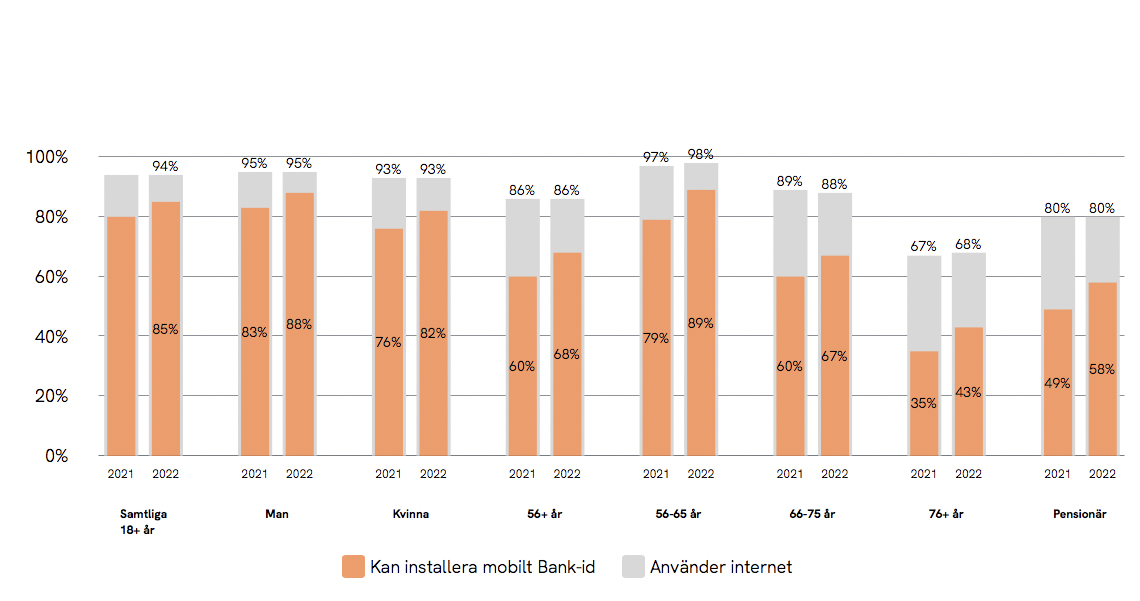 100%
80%
60%
40%
20%
0%
94%
95% 95%
93% 93%
86% 86%
97% 98%
89% 88%
67% 68%
80% 80%
85%
83% 88%
76% 82%
60% 68%
79% 89%
60% 67%
35% 43%
49% 58%
2021 2022 2021 2022 2021 2022 2021 2022 2021 2022 2021 2022 2021 2022 2021 2022
Samtliga
18+ år
Man
Kvinna
56+ år
56-65 år
66-75 år
76+ år
Pensionär
Kan installera mobilt Bank-id Använder internet